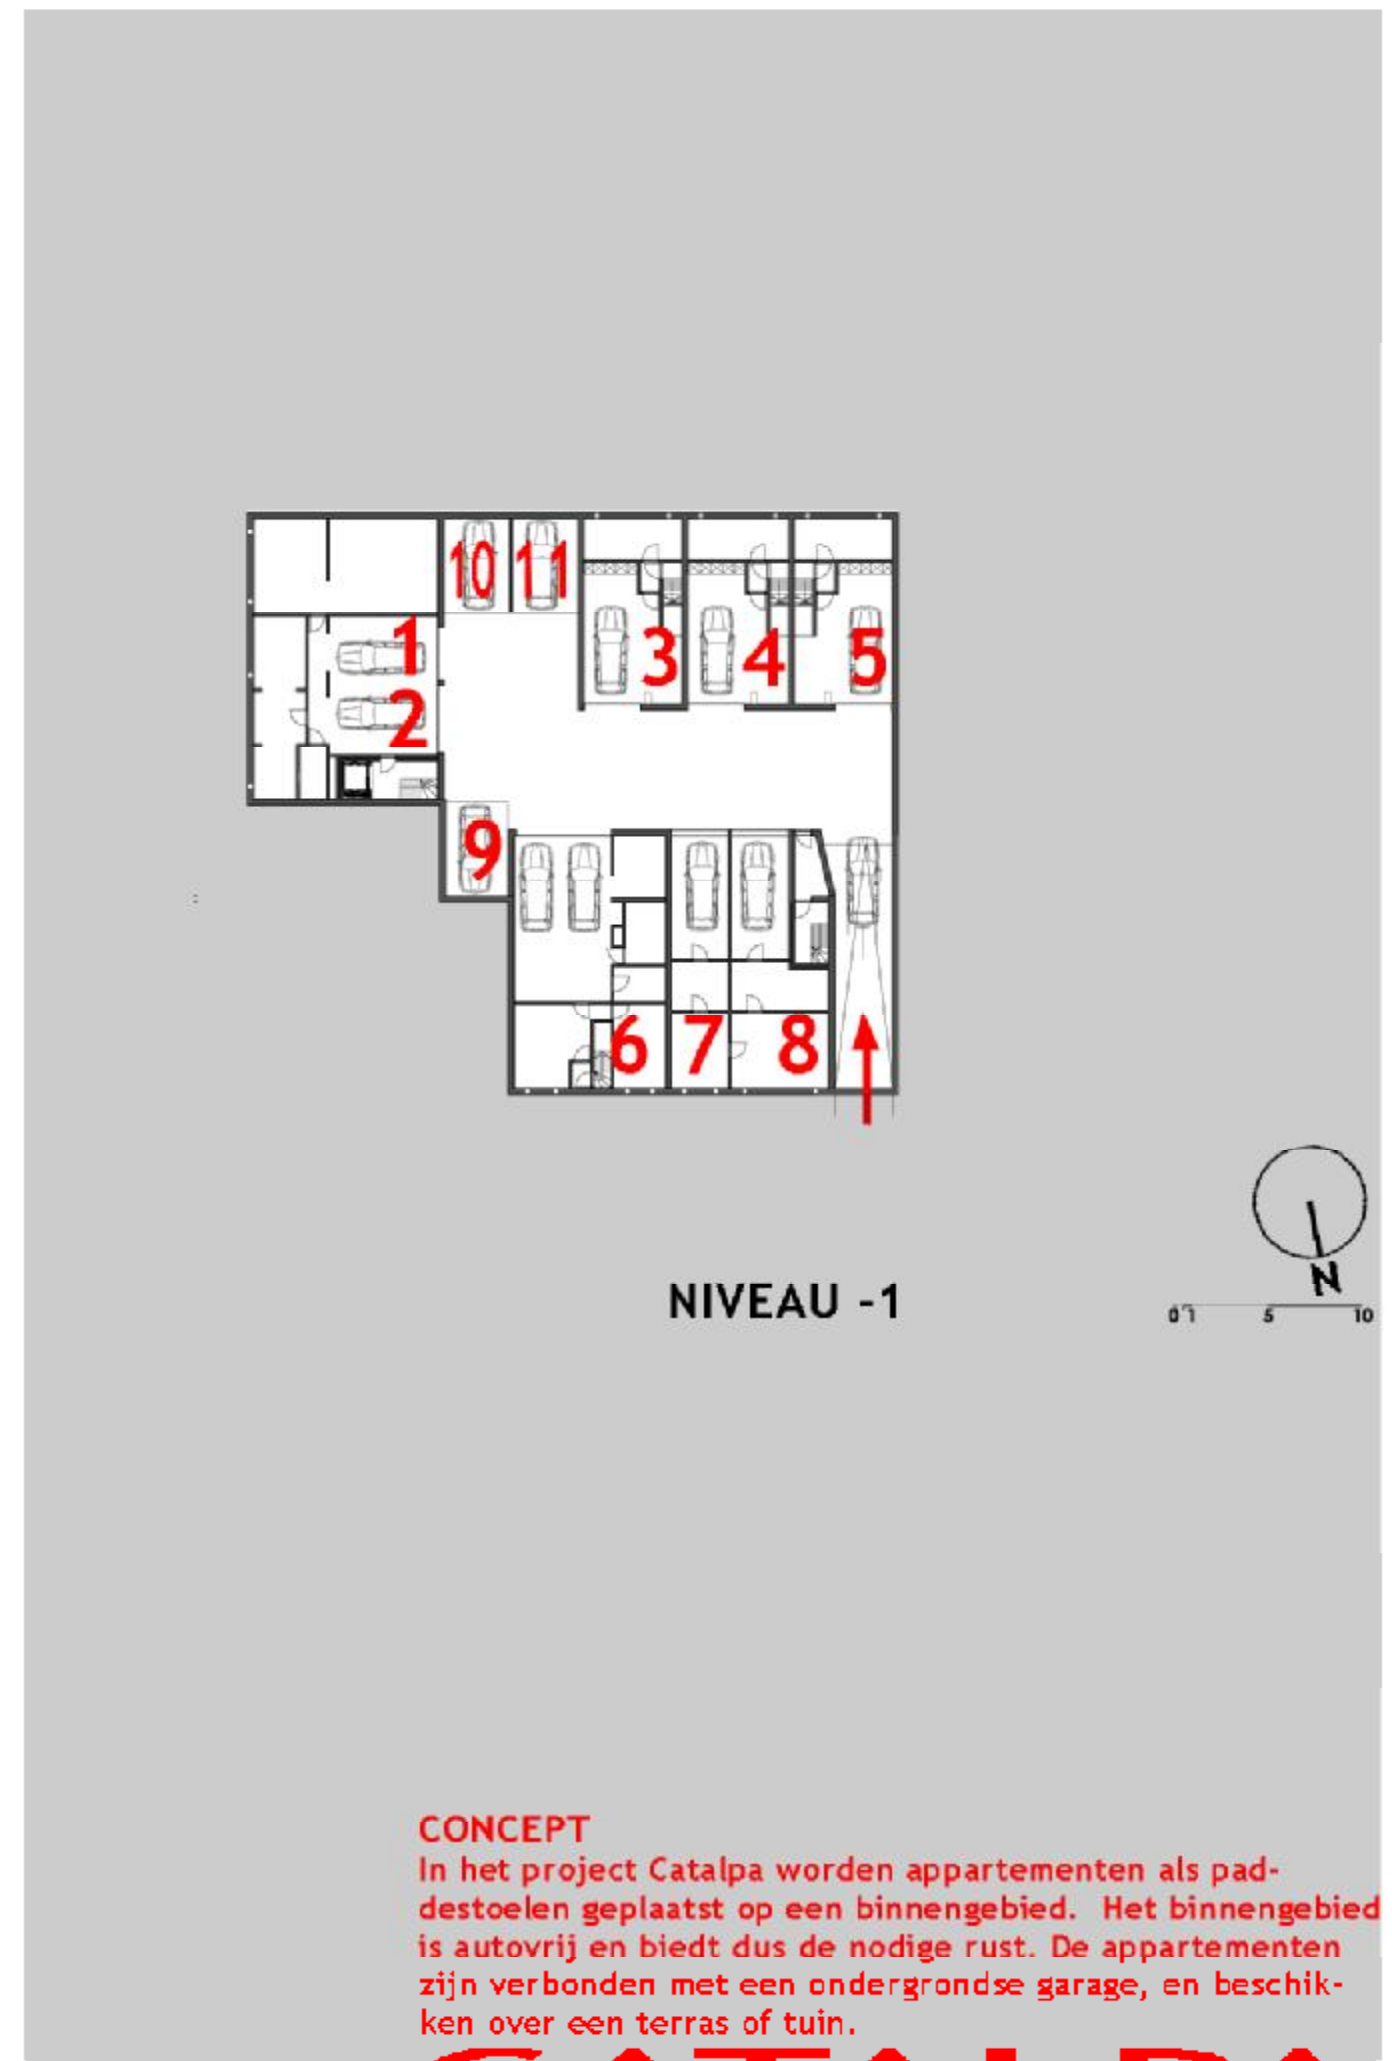 10 11
1
3 4 5
2
9
6 7 8
N
NIVEAU -1
0 1 5 10
CONCEPT
In het project Catalpa worden appartementen als pad-
destoelen geplaatst op een binnengebied. Het binnengebied
is autovrij en biedt dus de nodige rust. De appartementen
zijn verbonden met een ondergrondse garage, en beschik-
ken over een terras of tuin.